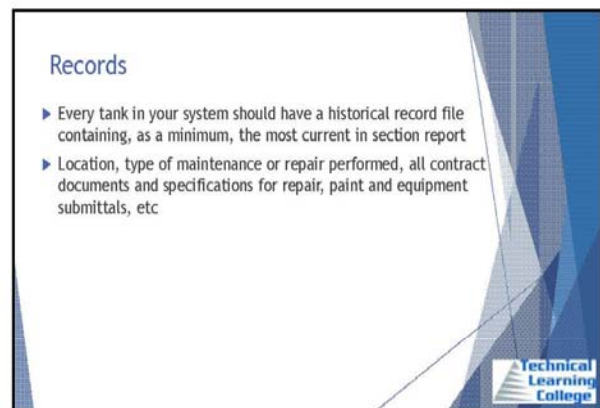 Records
Every tank in your system should have a historical record file
containing, as a minimum, the most current in section report
Location, type of maintenance or repair performed, all contract
documents and specifications for repair, paint and equipment
submittals, etc
Technical
Learning
College